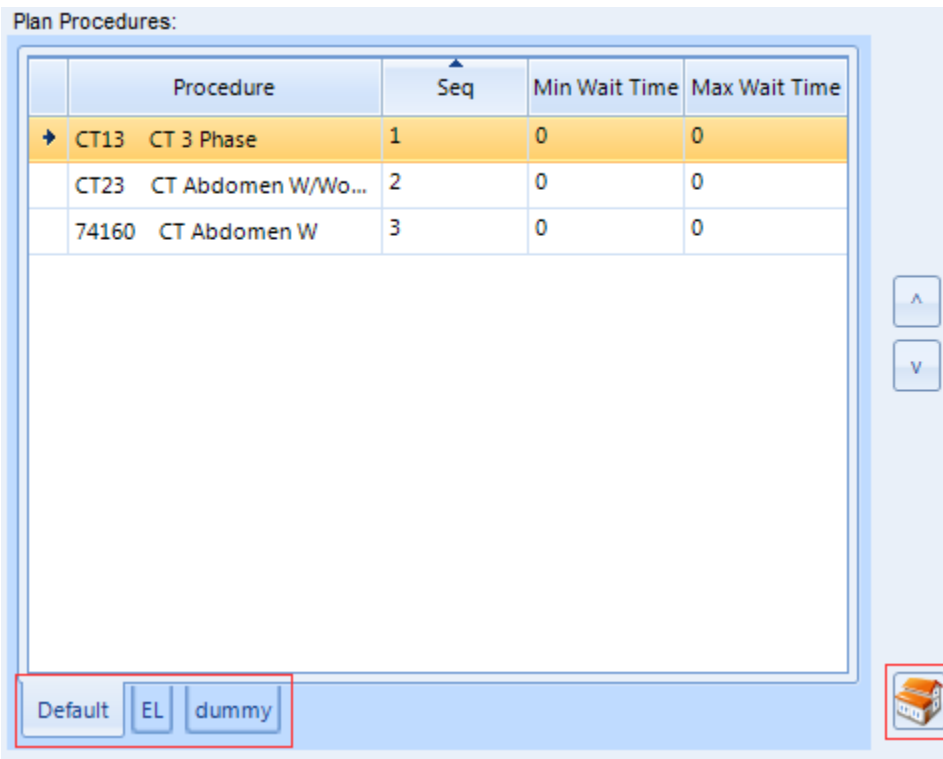 Plan Procedures:
Procedure Seq Min Wait Time Max Wait Time
CT13 CT 3 Phase 1 0 0
CT23 CT Abdomen W/Wo... 2 0 0
74160 CT Abdomen W 3 0 0
^
v
Default EL dummy